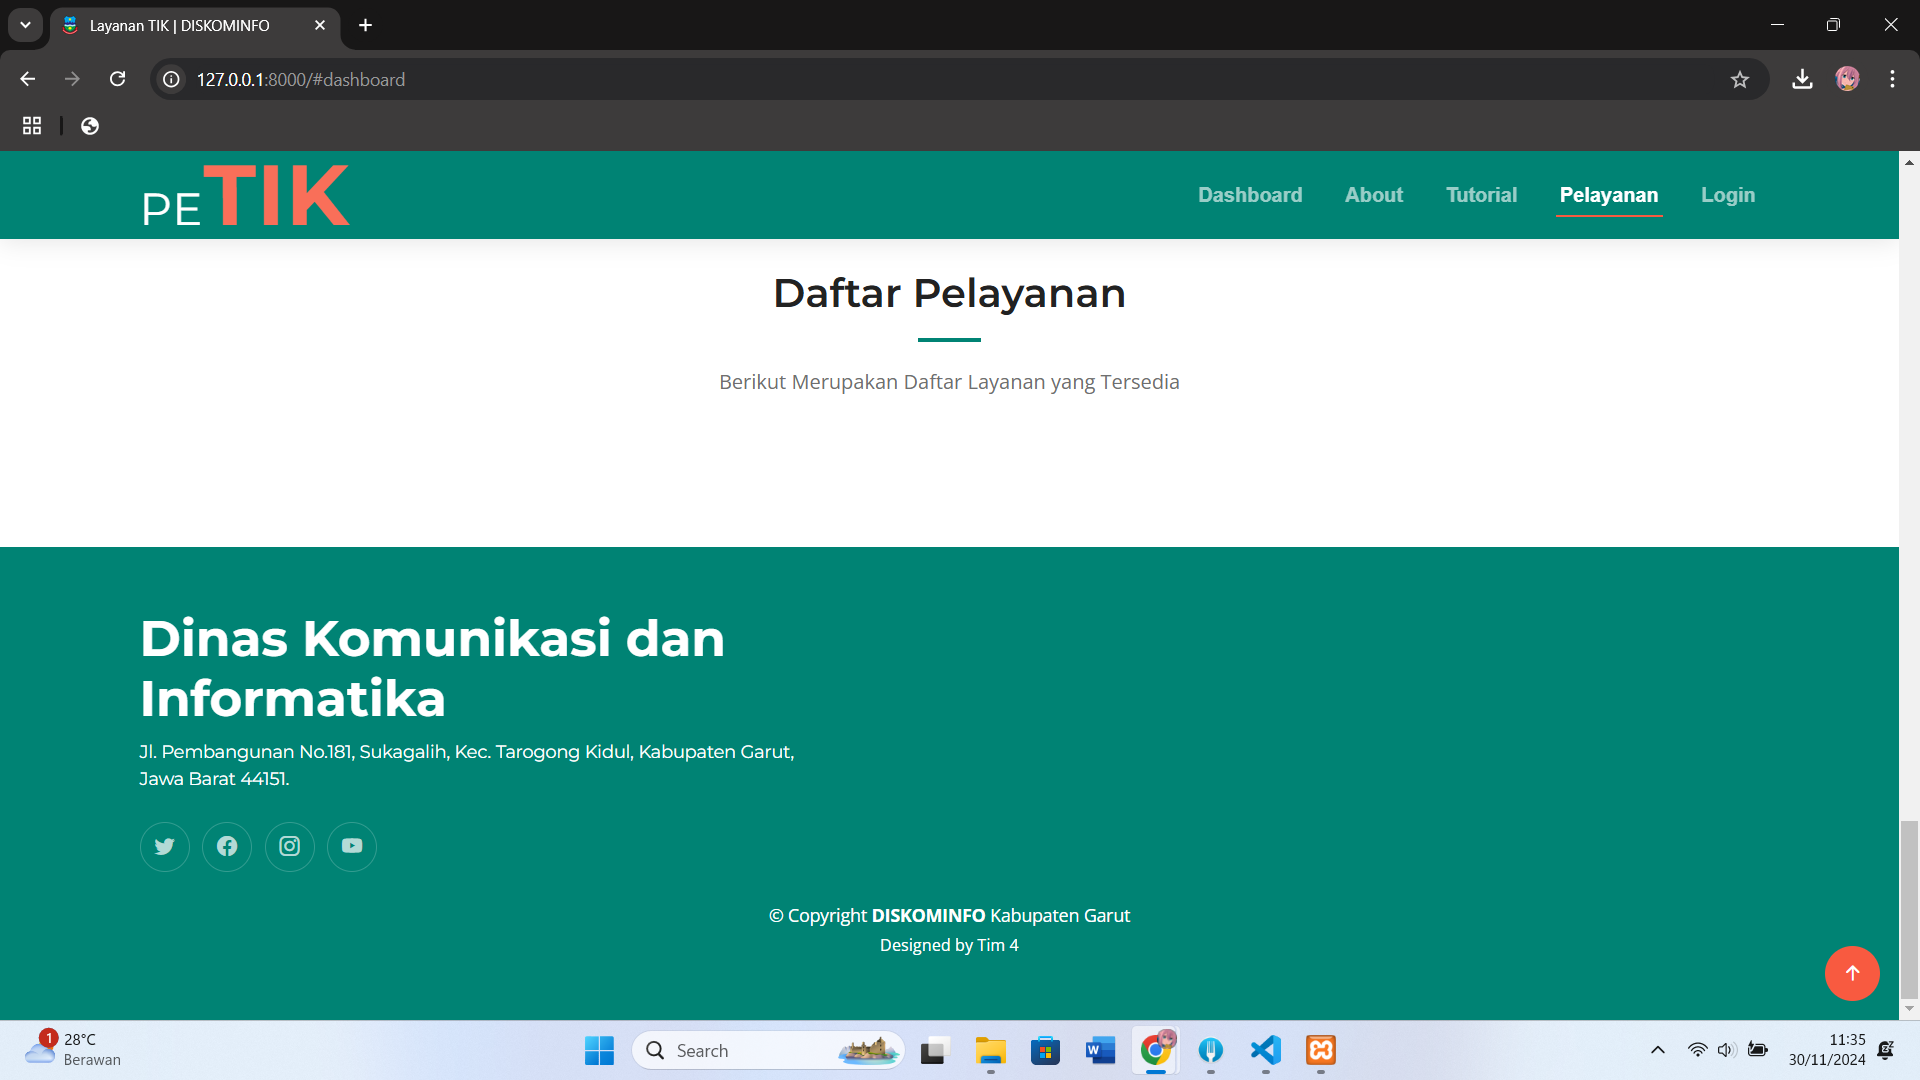 Layanan TIK | DISKOMINFO
127.0.0.1:8000/#dashboard
PETIK
Dashboard About Tutorial Pelayanan Login
Daftar Pelayanan
Berikut Merupakan Daftar Layanan yang Tersedia
Dinas Komunikasi dan
Informatika
Jl. Pembangunan No.181, Sukagalih, Kec. Tarogong Kidul, Kabupaten Garut,
Jawa Barat 44151.
© Copyright DISKOMINFO Kabupaten Garut
Designed by Tim 4
1
28°C
Berawan
Search
11:35
30/11/2024